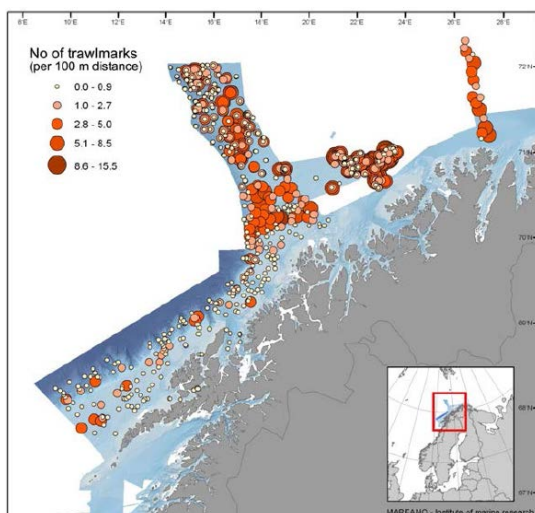 6°E 8°E 10°E 12°E 14°E 16°E 18°E 20°E 22°E 24°E 26°E 28°E
No of trawlmarks
(per 100 m distance)
0.0 - 0.9
1.0 - 2.7
2.8 - 5.0
5.1 - 8.5
8.6 - 15.5
72°N
71°N
70°N
69°N
68°N
67°N
MAREANO - Institute of marine research